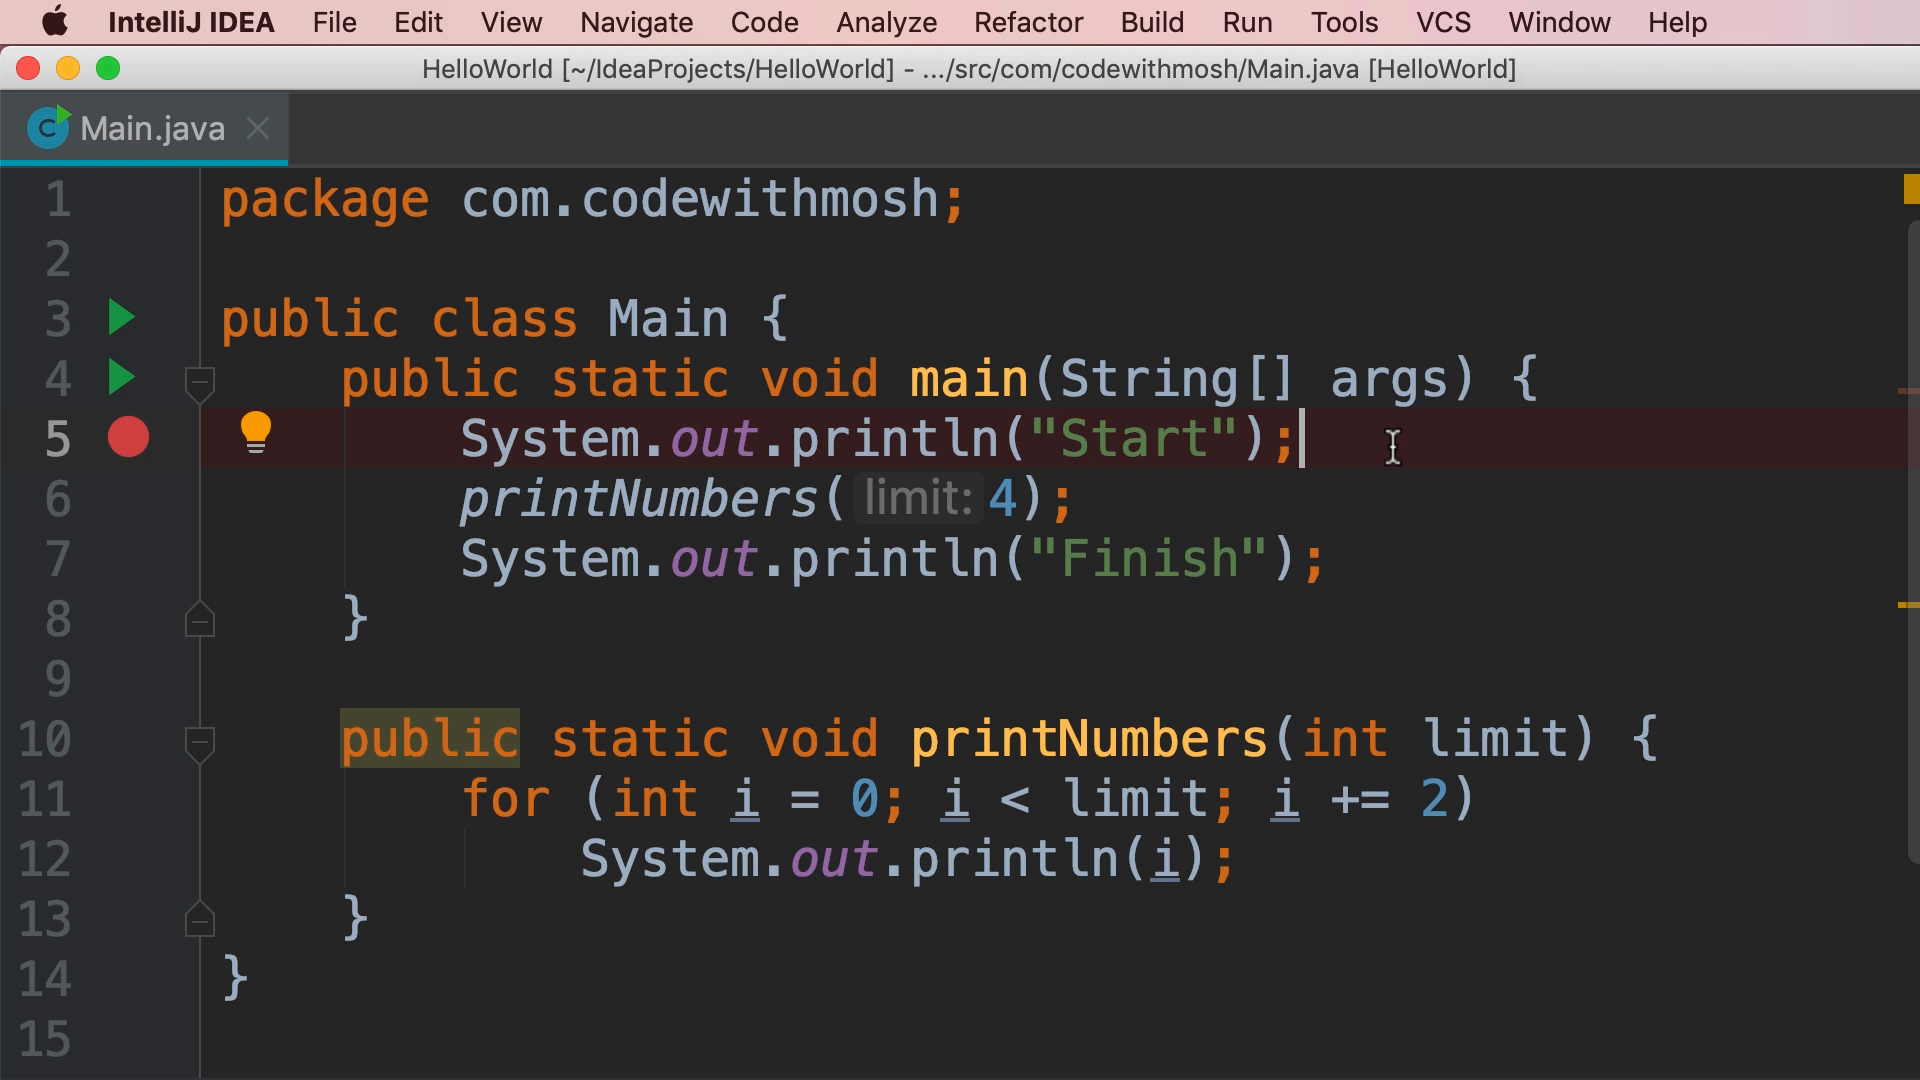 IntelliJ IDEA File Edit View Navigate Code Analyze Refactor Build Run Tools VCS Window Help
HelloWorld [~/IdeaProjects/HelloWorld] - .../src/com/codewithmosh/Main.java [HelloWorld]
C Main.java
1 package com.codewithmosh;
2
3 public class Main {
4 public static void main(String[] args) {
5 System.out.println("Start");
6 printNumbers( limit: 4);
7 System.out.println("Finish");
8 }
9
10 public static void printNumbers(int limit) {
11 for (int i = 0; i < limit; i += 2)
12 System.out.println(i);
13 }
14 }
15